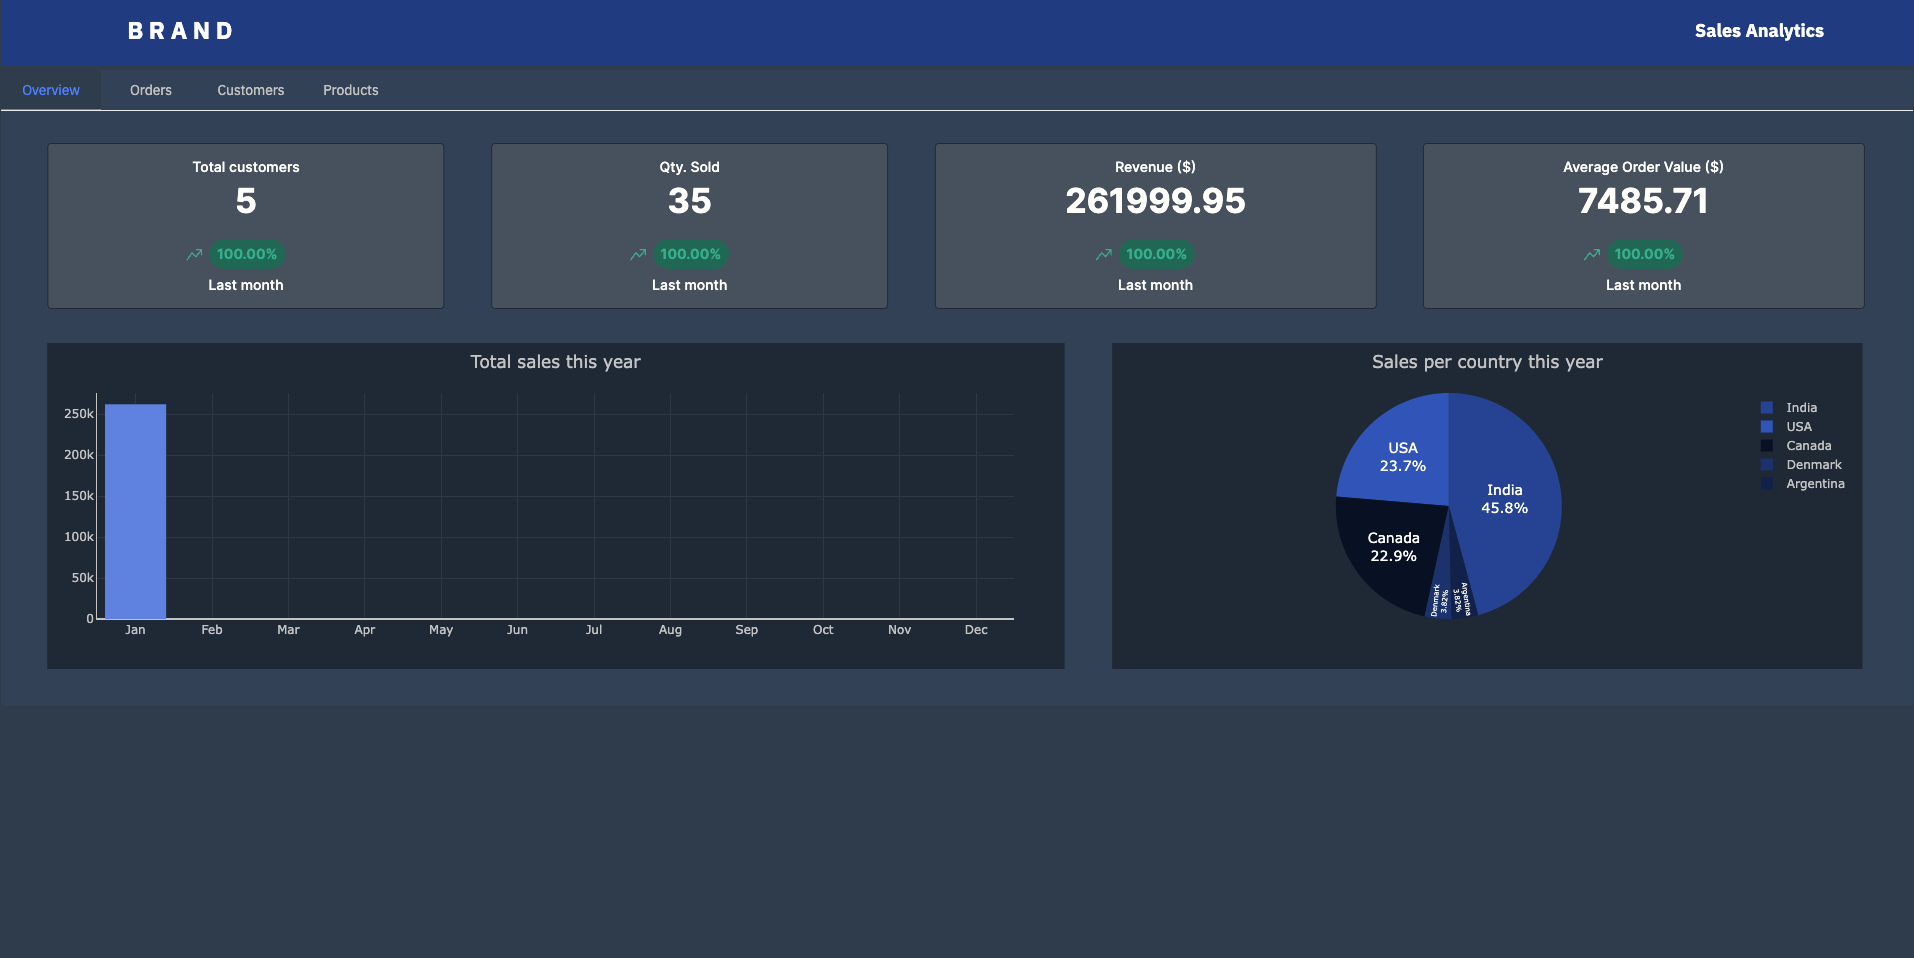 BRAND
Sales Analytics
Overview Orders Customers Products
Total customers
5
100.00%
Last month
Qty. Sold
35
100.00%
Last month
Revenue ($)
261999.95
100.00%
Last month
Average Order Value ($)
7485.71
100.00%
Last month
Total sales this year
250k
200k
150k
100k
50k
0
Jan Feb Mar Apr May Jun Jul Aug Sep Oct Nov Dec
Sales per country this year
USA
23.7%
India
45.8%
Canada
22.9%
Denmark
3.82%
Argentina
3.82%
India
USA
Canada
Denmark
Argentina